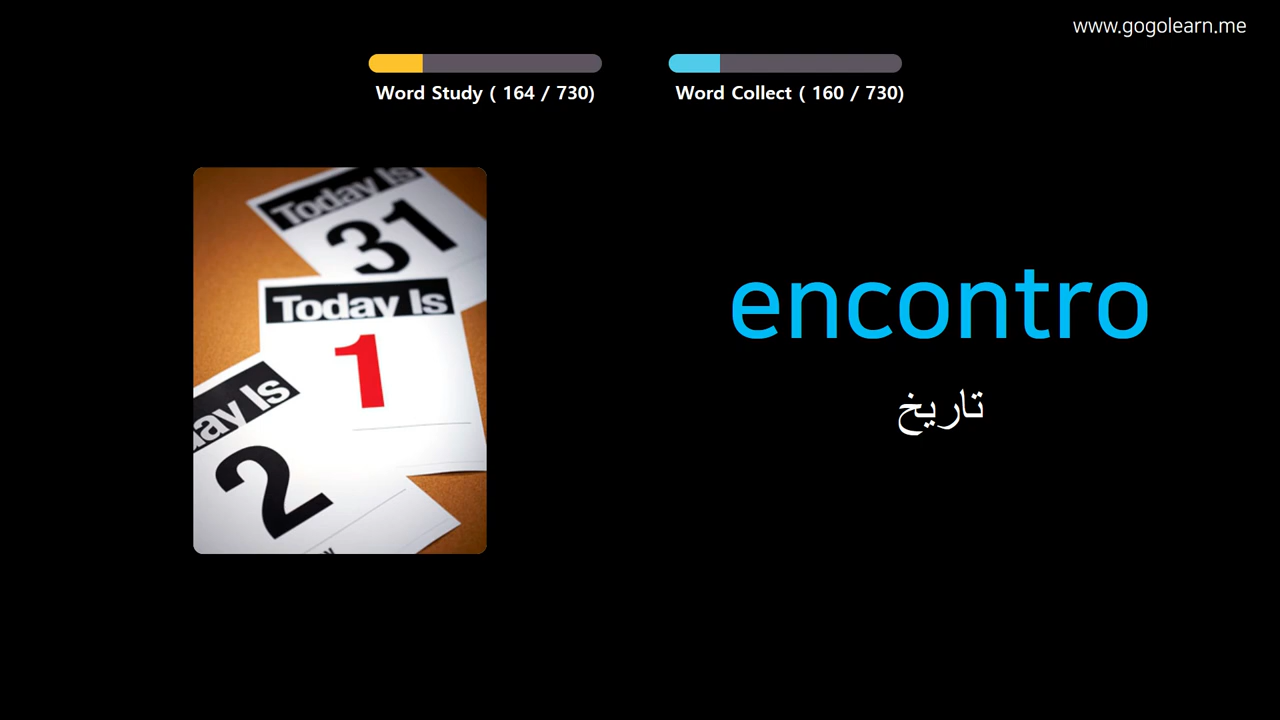 www.gogolearn.me
Word Study ( 164 / 730)
Word Collect ( 160 / 730)
Today Is
31
Today Is
1
ay Is
2
encontro
تاريخ